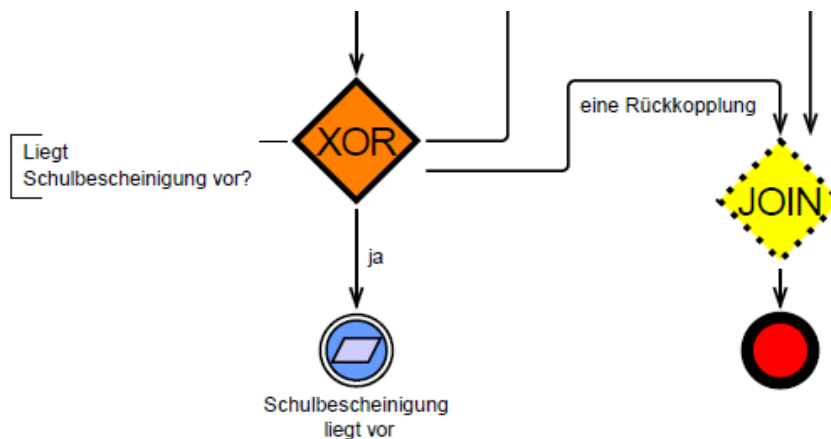 eine Rückkopplung
XOR
Liegt
Schulbescheinigung vor?
JOIN
ja
Schulbescheinigung
liegt vor